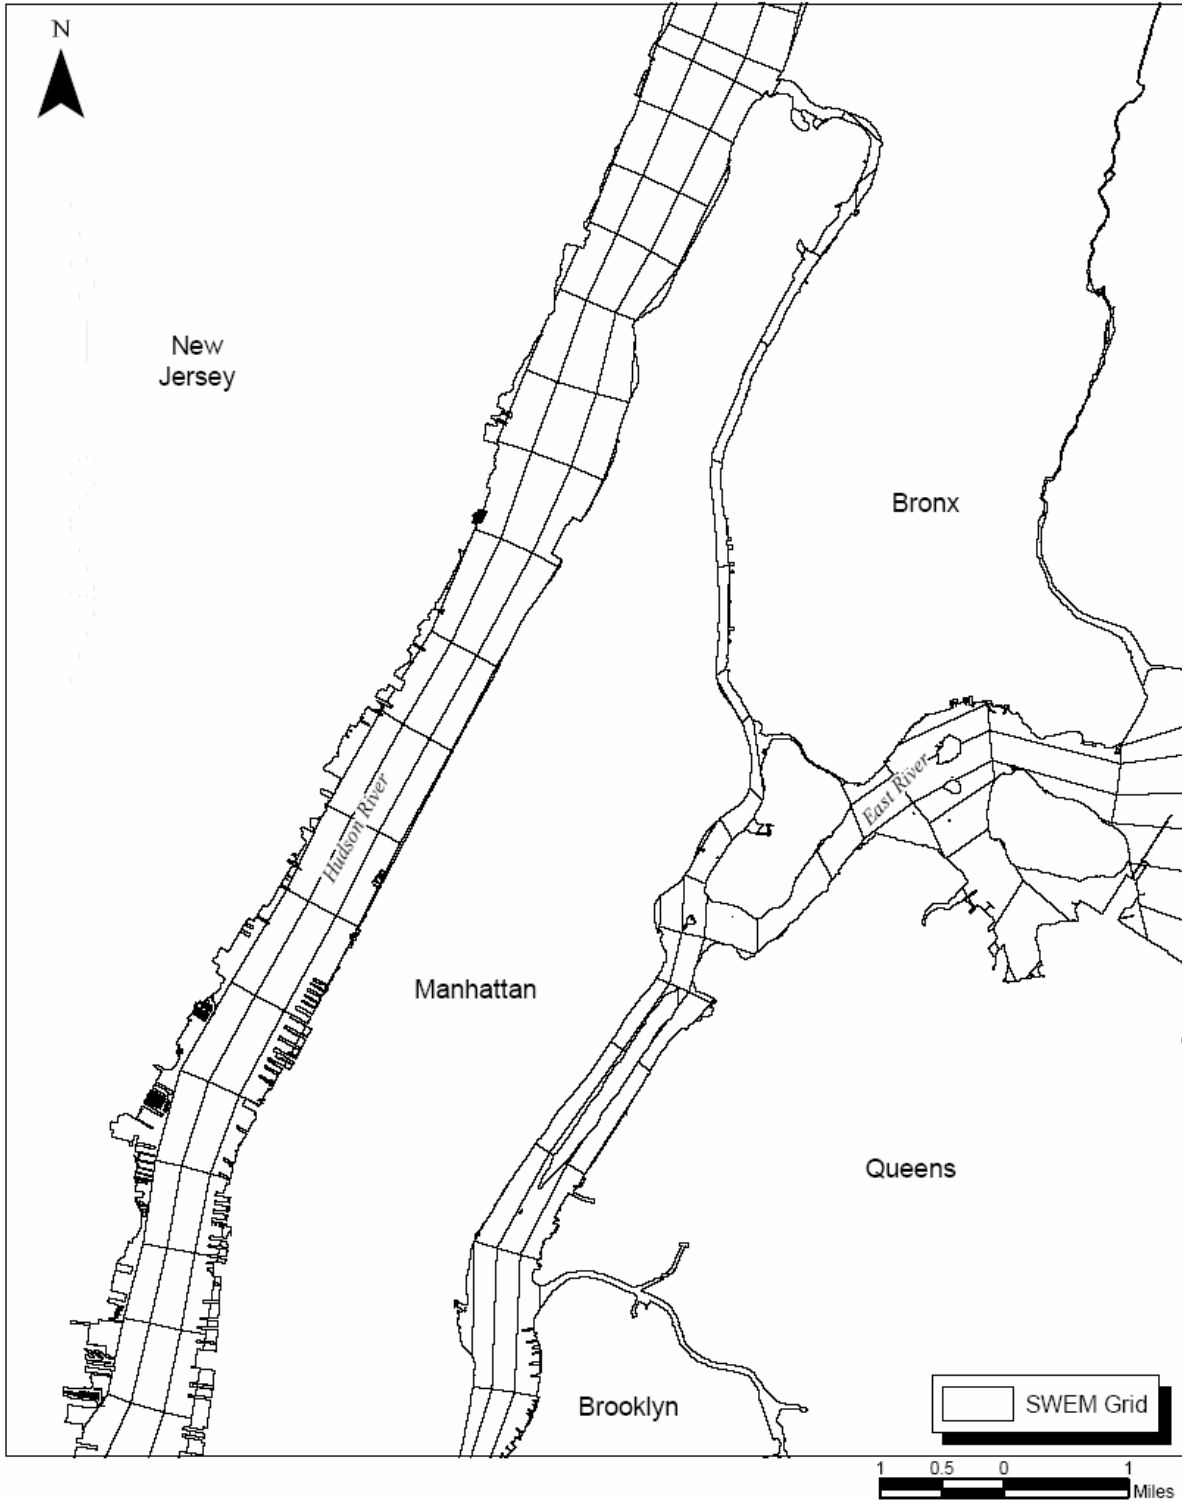 N
New
Jersey
Bronx
East River
Hudson River
Manhattan
Queens
Brooklyn
SWEM Grid
1 0.5 0 1
Miles